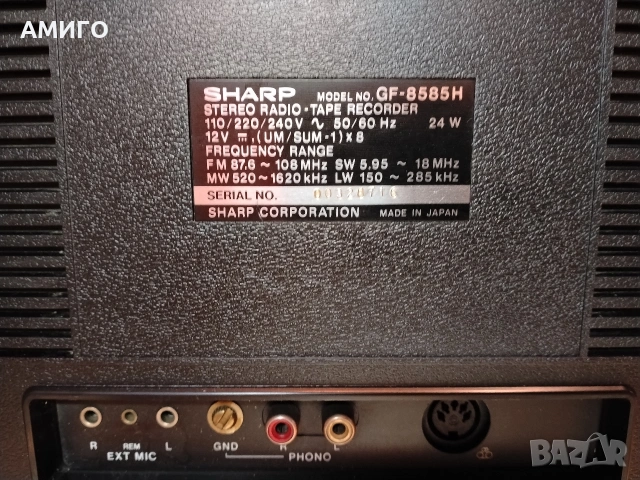 АМИГО
SHARP MODEL NO. GF-8585H
STEREO RADIO-TAPE RECORDER
110/220/240V ∿ 50/60 Hz 24 W
12V ⎓ (UM/SUM-1) x 8
FREQUENCY RANGE
FM 87.6 ~ 108 MHz SW 5.95 ~ 18 MHz
MW 520 ~ 1620 kHz LW 150 ~ 285 kHz
SERIAL NO.
SHARP CORPORATION MADE IN JAPAN
R REM L GND R L
EXT MIC PHONO
BAZAR